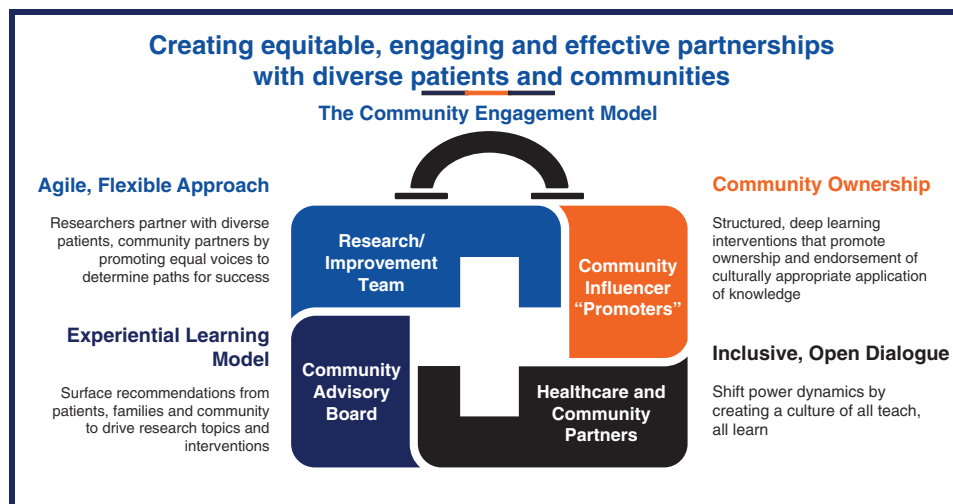 Creating equitable, engaging and effective partnerships
with diverse patients and communities
The Community Engagement Model
Agile, Flexible Approach
Researchers partner with diverse
patients, community partners by
promoting equal voices to
determine paths for success
Experiential Learning
Model
Surface recommendations from
patients, families and community
to drive research topics and
interventions
Research/
Improvement
Team
Community
Influencer
“Promoters”
Community
Advisory
Board
Healthcare and
Community
Partners
Community Ownership
Structured, deep learning
interventions that promote
ownership and endorsement of
culturally appropriate application
of knowledge
Inclusive, Open Dialogue
Shift power dynamics by
creating a culture of all teach,
all learn